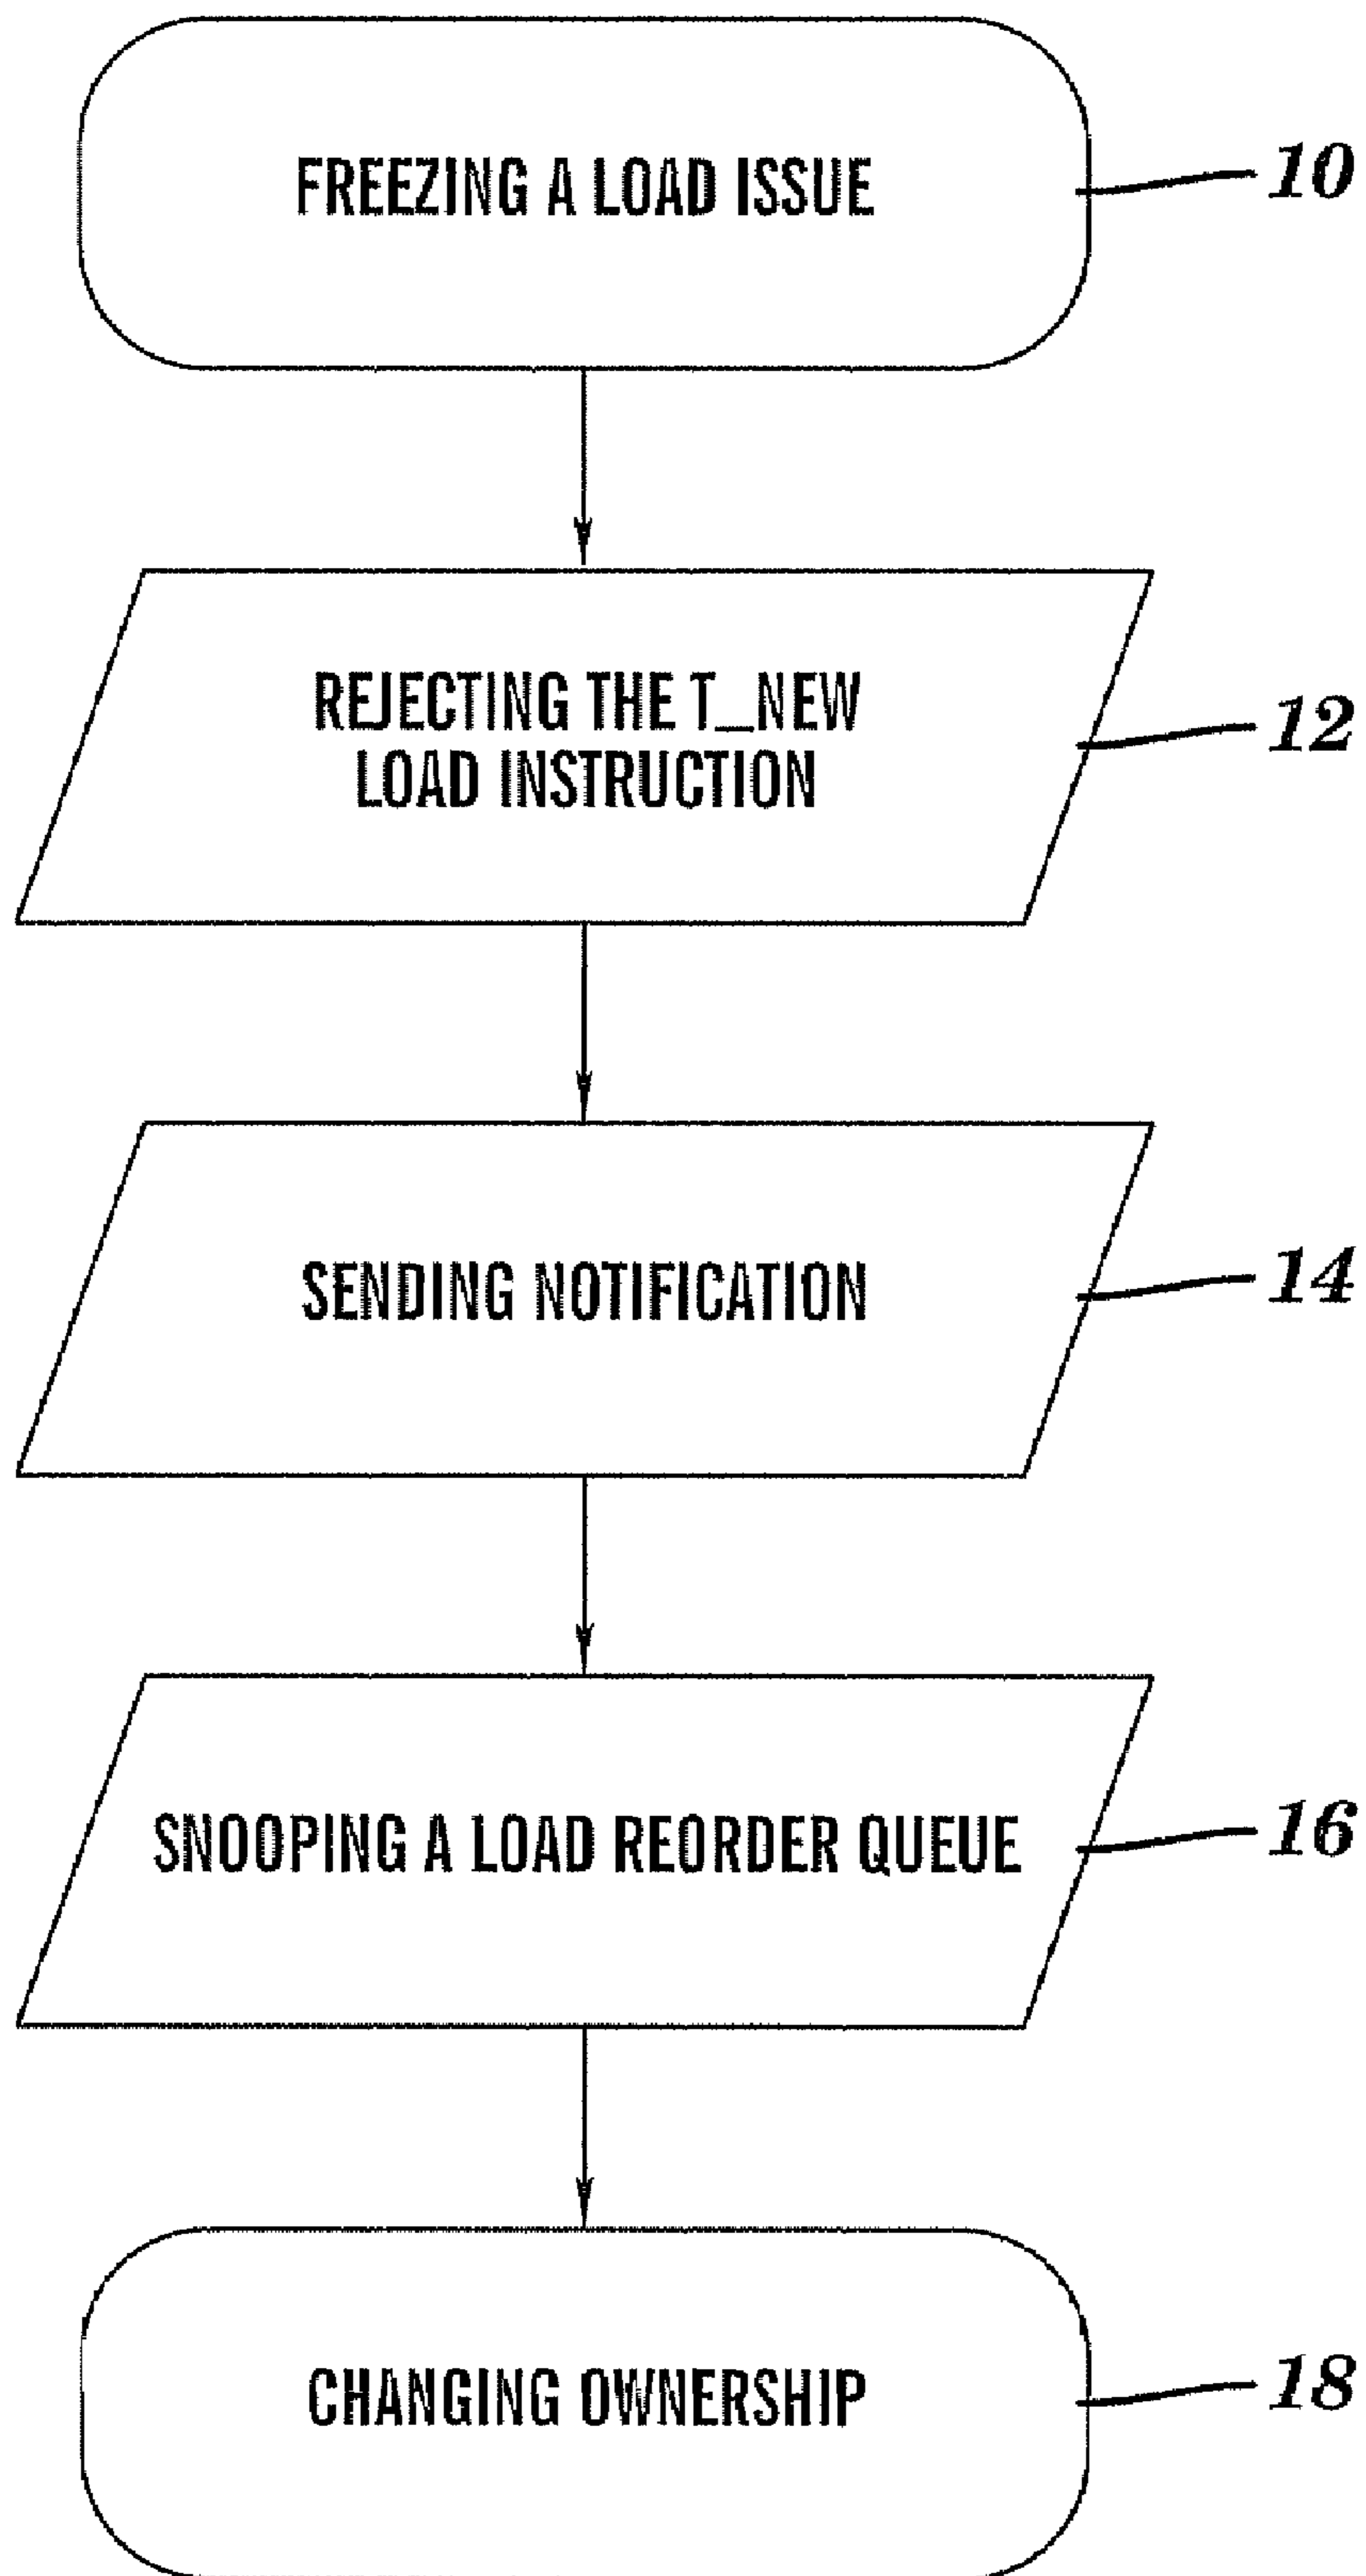 FREEZING A LOAD ISSUE
10
REJECTING THE T_NEW
LOAD INSTRUCTION
12
SENDING NOTIFICATION
14
SNOOPING A LOAD REORDER QUEUE
16
CHANGING OWNERSHIP
18